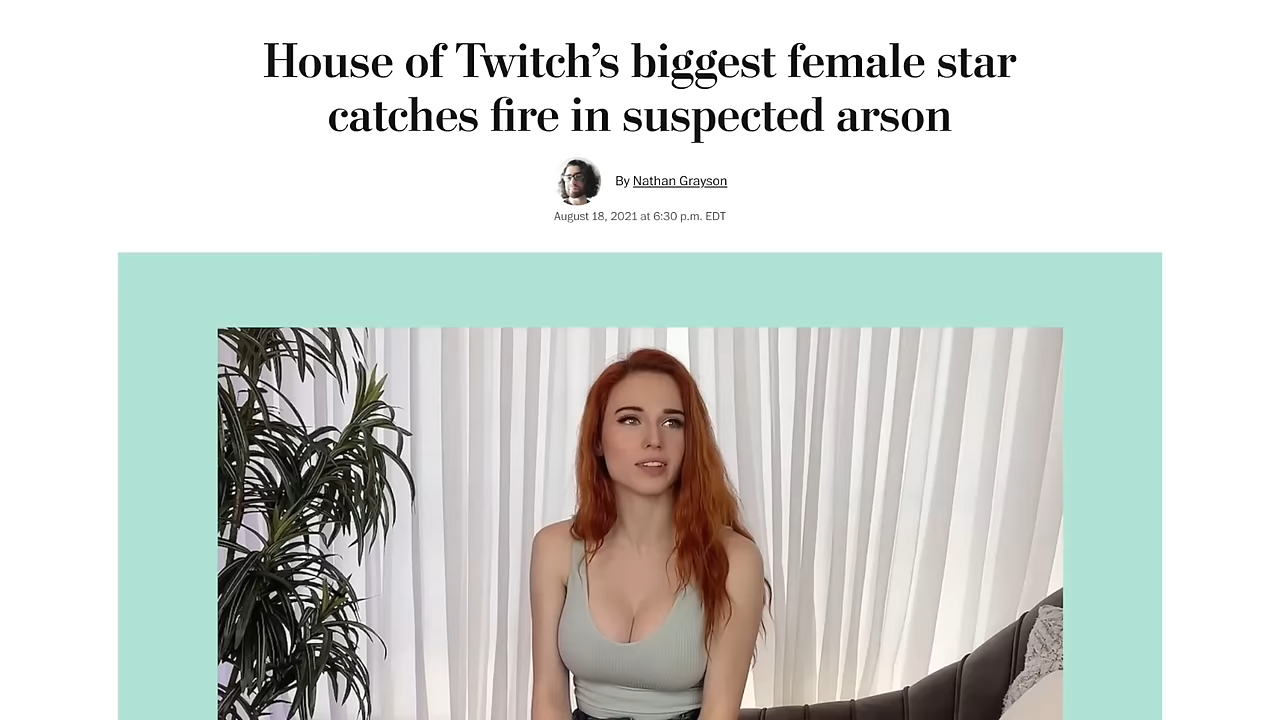 House of Twitch’s biggest female star
catches fire in suspected arson
By Nathan Grayson
August 18, 2021 at 6:30 p.m. EDT